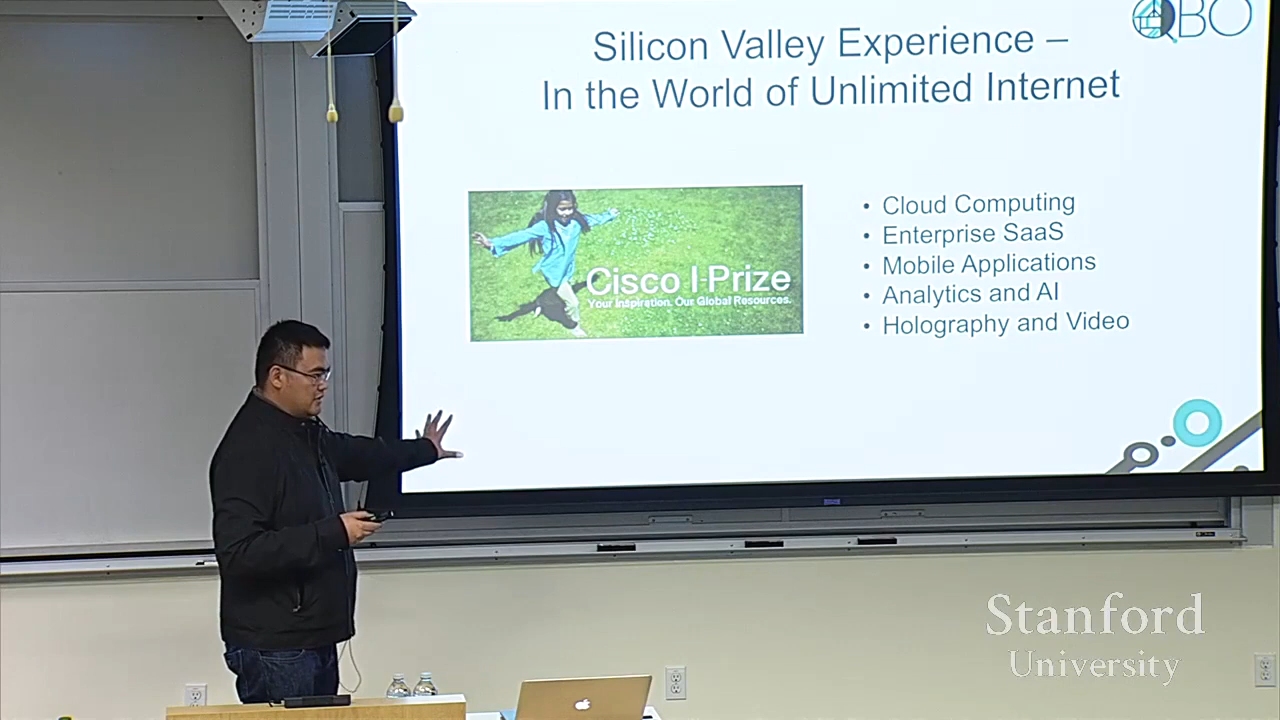 QBO
Silicon Valley Experience –
In the World of Unlimited Internet
Cisco I-Prize
Your Inspiration. Our Global Resources.
• Cloud Computing
• Enterprise SaaS
• Mobile Applications
• Analytics and AI
• Holography and Video
Stanford
University